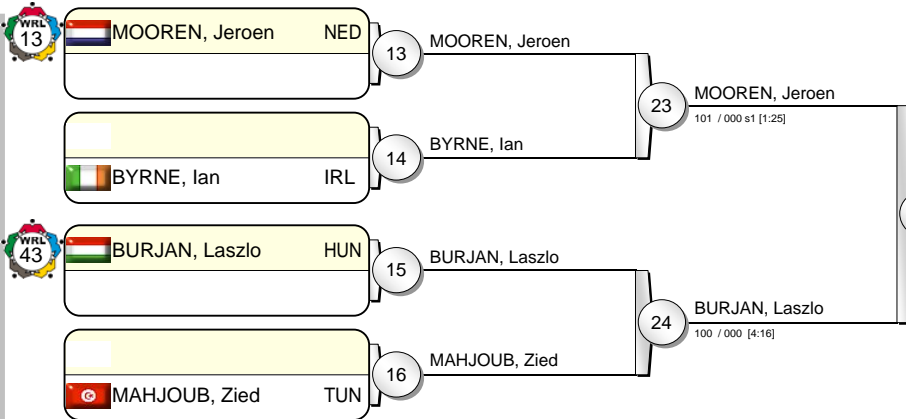 WRL
13
MOOREN, Jeroen NED
13
MOOREN, Jeroen
23
MOOREN, Jeroen
101 / 000 s1 [1:25]
14
BYRNE, Ian
BYRNE, Ian IRL
WRL
43
BURJAN, Laszlo HUN
15
BURJAN, Laszlo
24
BURJAN, Laszlo
100 / 000 [4:16]
16
MAHJOUB, Zied
MAHJOUB, Zied TUN